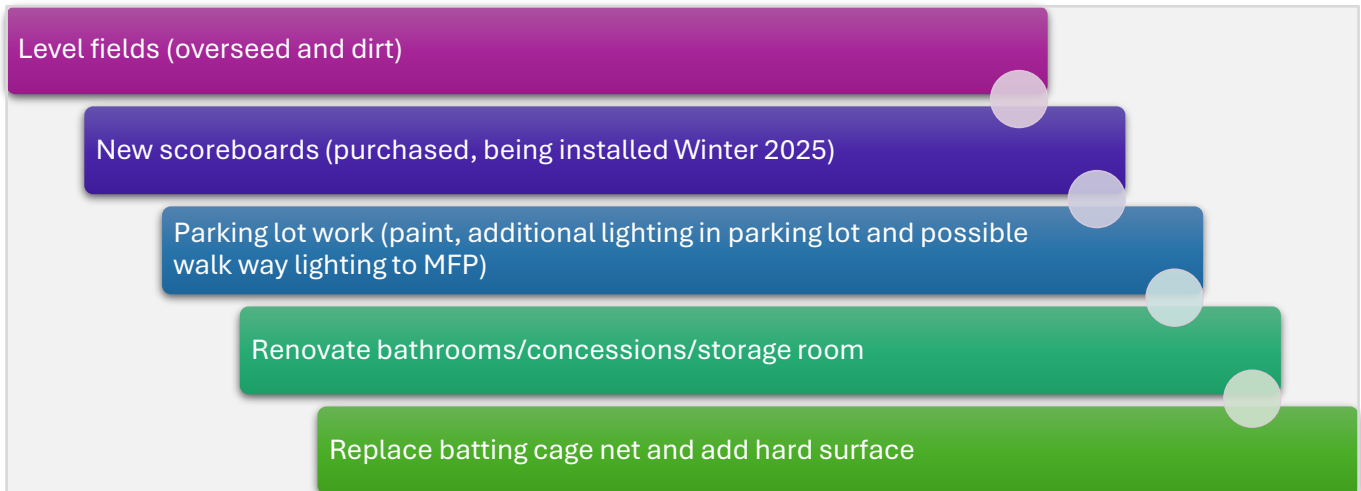 Level fields (overseed and dirt)
New scoreboards (purchased, being installed Winter 2025)
Parking lot work (paint, additional lighting in parking lot and possible
walk way lighting to MFP)
Renovate bathrooms/concessions/storage room
Replace batting cage net and add hard surface